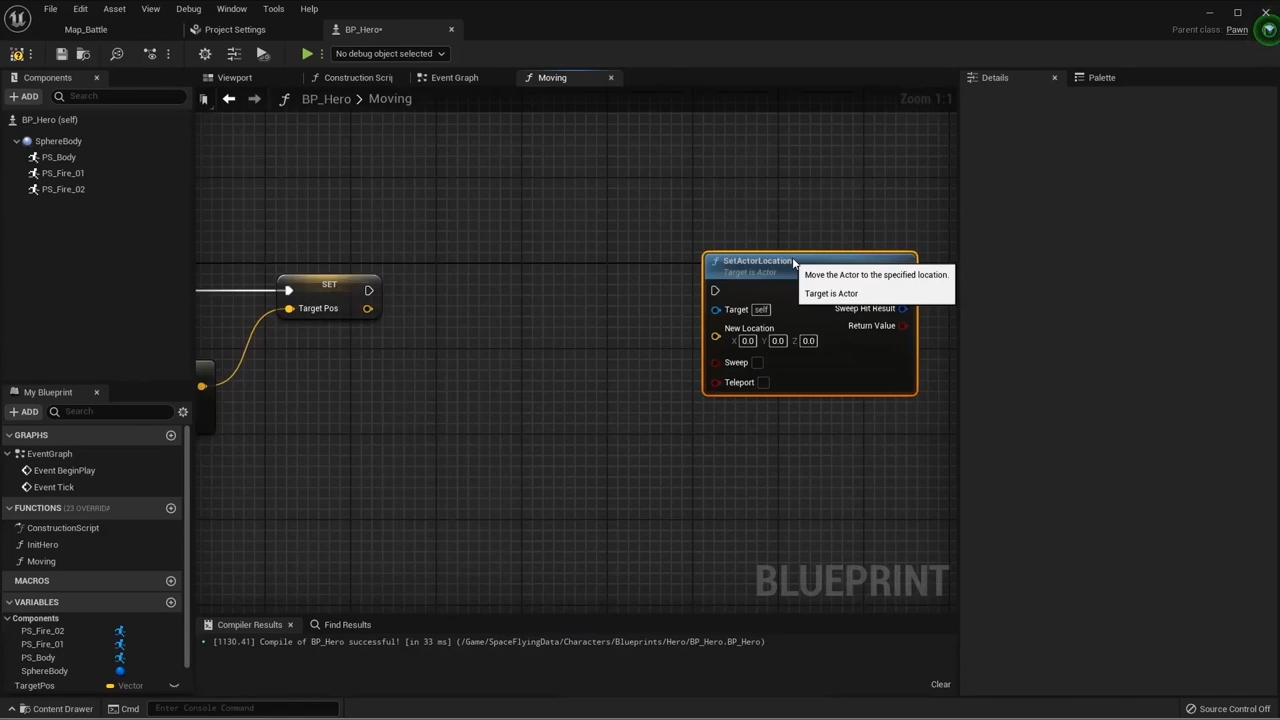 File Edit Asset View Debug Window Tools Help
Map_Battle
Project Settings
BP_Hero•
Parent class: Pawn
No debug object selected
Components
Viewport
Construction Scrip
Event Graph
Moving
Details
Palette
+ ADD
Search
BP_Hero > Moving
Zoom 1:1
BP_Hero (self)
SphereBody
PS_Body
PS_Fire_01
PS_Fire_02
SET
Target Pos
SetActorLocation
Target is Actor
Move the Actor to the specified location.
Target is Actor
Target self
Sweep Hit Result
New Location
Return Value
X 0.0 Y 0.0 Z 0.0
Sweep
Teleport
My Blueprint
+ ADD
Search
GRAPHS
EventGraph
Event BeginPlay
Event Tick
FUNCTIONS (23 OVERRIDA
ConstructionScript
InitHero
Moving
MACROS
VARIABLES
Components
PS_Fire_02
PS_Fire_01
PS_Body
SphereBody
TargetPos Vector
BLUEPRINT
Compiler Results
Find Results
• [1130.41] Compile of BP_Hero successful! [in 33 ms] (/Game/SpaceFlyingData/Characters/Blueprints/Hero/BP_Hero.BP_Hero)
Clear
Content Drawer
Cmd
Enter Console Command
Source Control Off